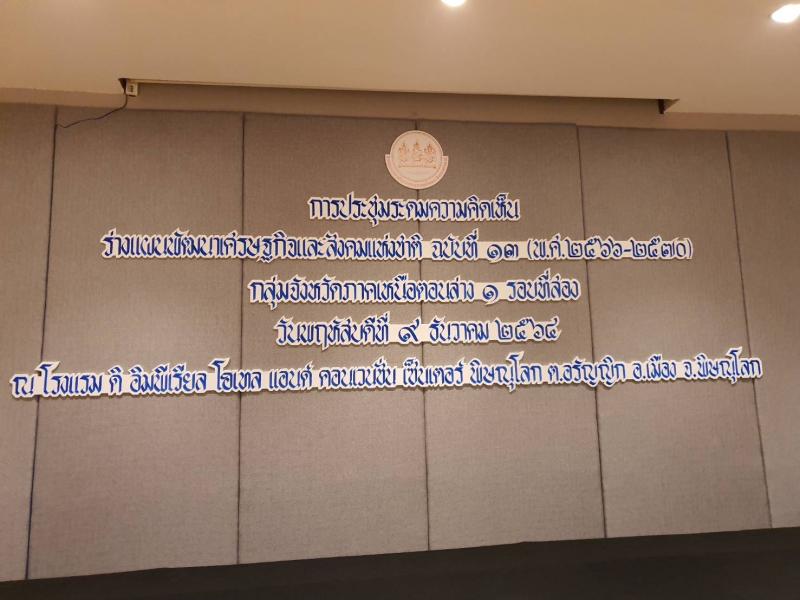 การประชุมระดมความคิดเห็น
ร่างแผนพัฒนาเศรษฐกิจและสังคมแห่งชาติ ฉบับที่ ๑๓ (พ.ศ.๒๕๖๖-๒๕๗๐)
กลุ่มจังหวัดภาคเหนือตอนล่าง ๑ รอบที่สอง
วันพฤหัสบดีที่ ๙ ธันวาคม ๒๕๖๔
ณ โรงแรม ดิ อิมพีเรียล โฮเทล แอนด์ คอนเวนชั่น เซ็นเตอร์ พิษณุโลก ต.อรัญญิก อ.เมือง จ.พิษณุโลก